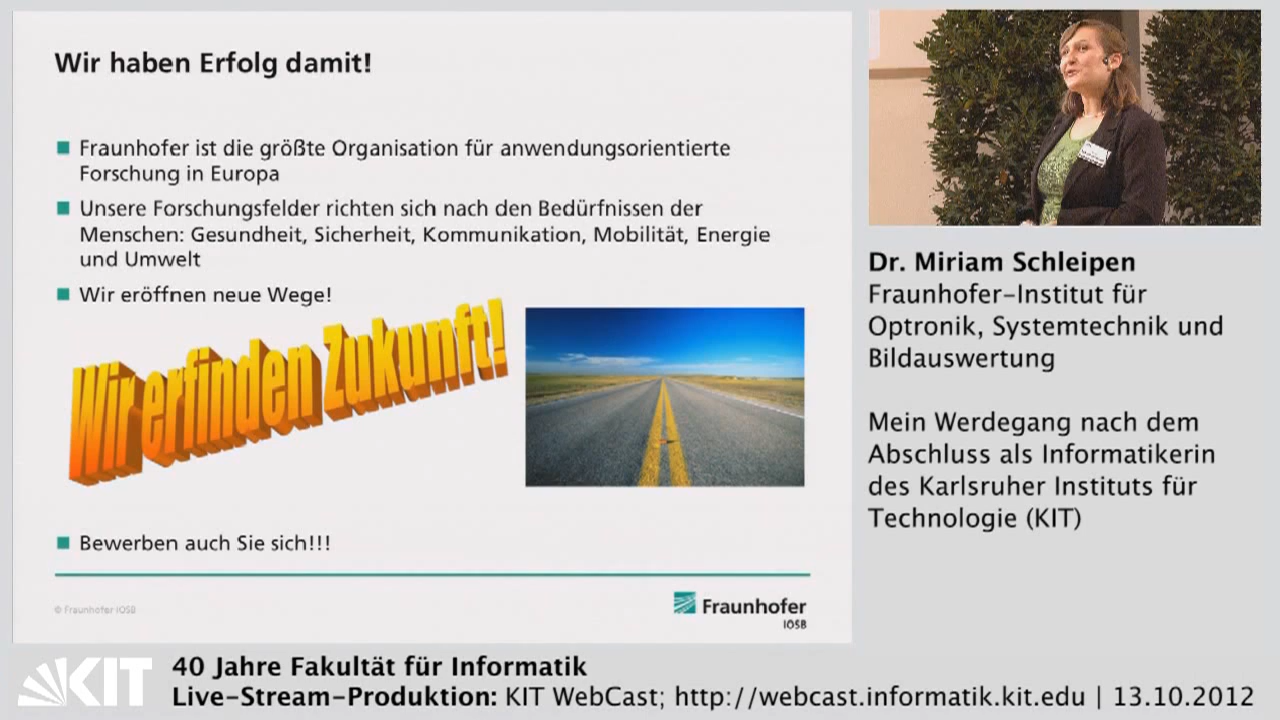 Wir haben Erfolg damit!
Fraunhofer ist die größte Organisation für anwendungsorientierte
Forschung in Europa
Unsere Forschungsfelder richten sich nach den Bedürfnissen der
Menschen: Gesundheit, Sicherheit, Kommunikation, Mobilität, Energie
und Umwelt
Wir eröffnen neue Wege!
Wir erfinden Zukunft!
Bewerben auch Sie sich!!!
© Fraunhofer IOSB
Fraunhofer
IOSB
Dr. Miriam Schleipen
Fraunhofer-Institut für
Optronik, Systemtechnik und
Bildauswertung
Mein Werdegang nach dem
Abschluss als Informatikerin
des Karlsruher Instituts für
Technologie (KIT)
KIT
40 Jahre Fakultät für Informatik
Live-Stream-Produktion: KIT WebCast; http://webcast.informatik.kit.edu | 13.10.2012